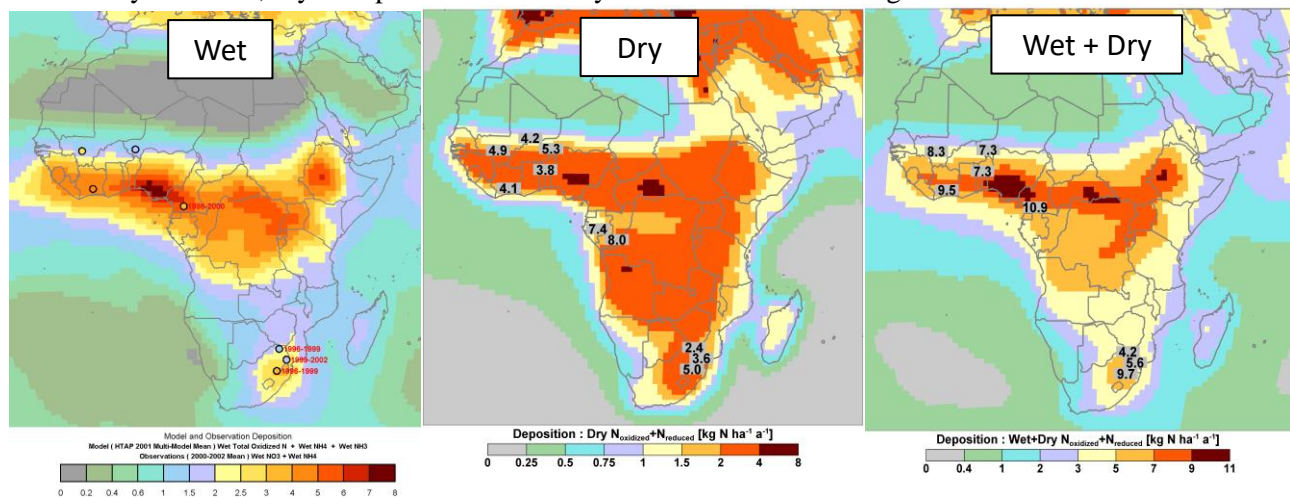 Wet
1996-1999
1999-2002
1996-1999
Model and Observation Deposition
Model ( HTAP 2001 Multi-Model Mean ) Wet Total Oxidized N + Wet NH4 + Wet NH3
Observations ( 2000-2002 Mean ) Wet NO3 + Wet NH4
0 0.2 0.4 0.6 1 1.5 2 2.5 3 4 5 6 7 8
Dry
4.2
4.9 5.3
3.8
4.1
7.4
8.0
2.4
3.6
5.0
Deposition : Dry Noxidized+Nreduced [kg N ha-1 a-1]
0 0.25 0.5 0.75 1 1.5 2 4 8
Wet + Dry
8.3 7.3
7.3
9.5
10.9
4.2
5.6
9.7
Deposition : Wet+Dry Noxidized+Nreduced [kg N ha-1 a-1]
0 0.4 1 2 3 5 7 9 11